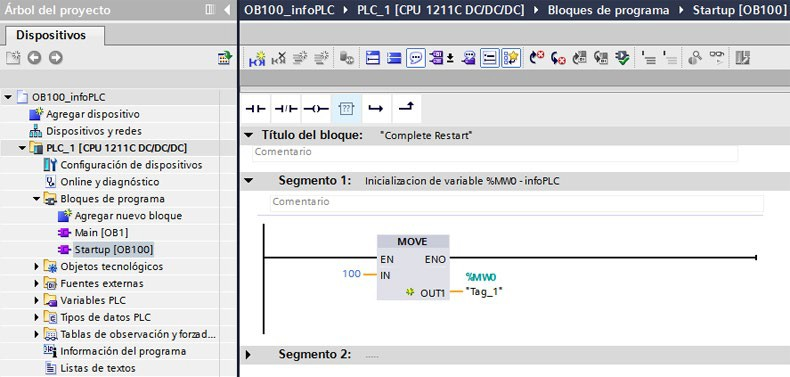 Árbol del proyecto
OB100_infoPLC ▸ PLC_1 [CPU 1211C DC/DC/DC] ▸ Bloques de programa ▸ Startup [OB100]
Dispositivos
OB100_infoPLC
Agregar dispositivo
Dispositivos y redes
PLC_1 [CPU 1211C DC/DC/DC]
Configuración de dispositivos
Online y diagnóstico
Bloques de programa
Agregar nuevo bloque
Main [OB1]
Startup [OB100]
Objetos tecnológicos
Fuentes externas
Variables PLC
Tipos de datos PLC
Tablas de observación y forzad...
Información del programa
Listas de textos
??
Título del bloque: "Complete Restart"
Comentario
Segmento 1: Inicializacion de variable %MW0 - infoPLC
Comentario
MOVE
EN ENO
100 IN
%MW0
OUT1 "Tag_1"
Segmento 2: .....